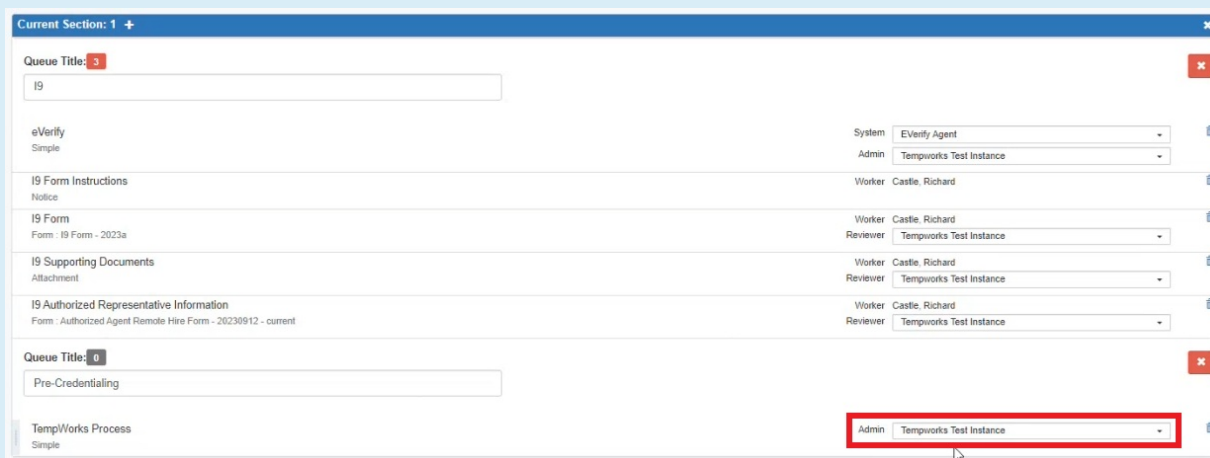 Current Section: 1 +
Queue Title: 3
I9
eVerify
Simple
System EVerify Agent
Admin Tempworks Test Instance
I9 Form Instructions
Notice
Worker Castle, Richard
I9 Form
Form : I9 Form - 2023a
Worker Castle, Richard
Reviewer Tempworks Test Instance
I9 Supporting Documents
Attachment
Worker Castle, Richard
Reviewer Tempworks Test Instance
I9 Authorized Representative Information
Form : Authorized Agent Remote Hire Form - 20230912 - current
Worker Castle, Richard
Reviewer Tempworks Test Instance
Queue Title: 0
Pre-Credentialing
TempWorks Process
Simple
Admin Tempworks Test Instance